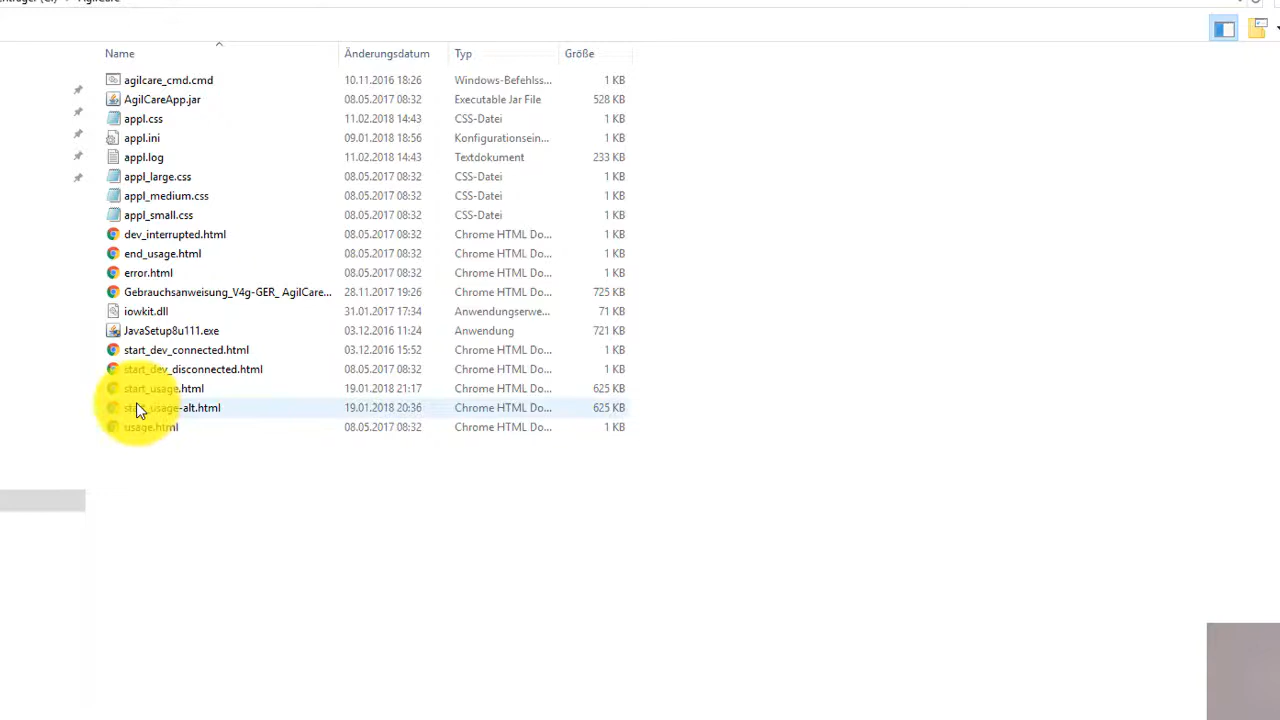 Name Änderungsdatum Typ Größe
agilcare_cmd.cmd 10.11.2016 18:26 Windows-Befehlss... 1 KB
AgilCareApp.jar 08.05.2017 08:32 Executable Jar File 528 KB
appl.css 11.02.2018 14:43 CSS-Datei 1 KB
appl.ini 09.01.2018 18:56 Konfigurationsein... 1 KB
appl.log 11.02.2018 14:43 Textdokument 233 KB
appl_large.css 08.05.2017 08:32 CSS-Datei 1 KB
appl_medium.css 08.05.2017 08:32 CSS-Datei 1 KB
appl_small.css 08.05.2017 08:32 CSS-Datei 1 KB
dev_interrupted.html 08.05.2017 08:32 Chrome HTML Do... 1 KB
end_usage.html 08.05.2017 08:32 Chrome HTML Do... 1 KB
error.html 08.05.2017 08:32 Chrome HTML Do... 1 KB
Gebrauchsanweisung_V4g-GER_ AgilCare... 28.11.2017 19:26 Chrome HTML Do... 725 KB
iowkit.dll 31.01.2017 17:34 Anwendungserwe... 71 KB
JavaSetup8u111.exe 03.12.2016 11:24 Anwendung 721 KB
start_dev_connected.html 03.12.2016 15:52 Chrome HTML Do... 1 KB
start_dev_disconnected.html 08.05.2017 08:32 Chrome HTML Do... 1 KB
start_usage.html 19.01.2018 21:17 Chrome HTML Do... 625 KB
start_usage-alt.html 19.01.2018 20:36 Chrome HTML Do... 625 KB
usage.html 08.05.2017 08:32 Chrome HTML Do... 1 KB